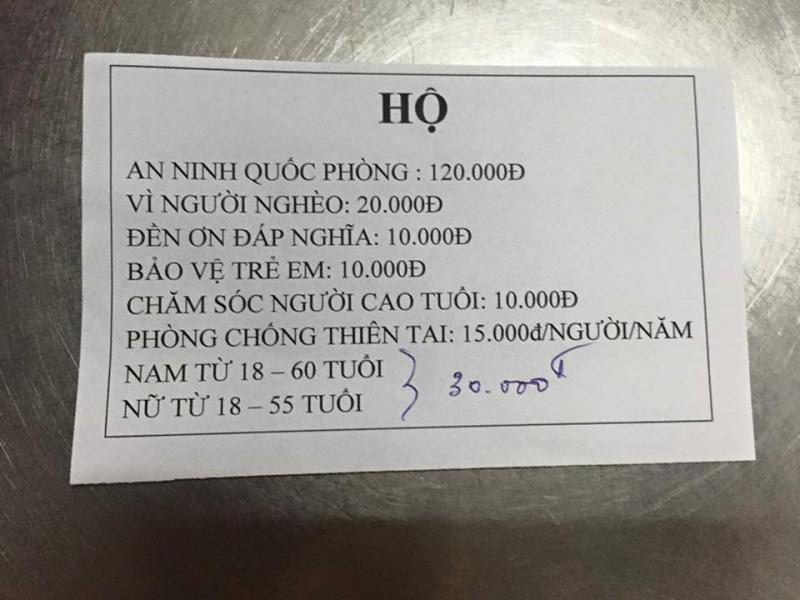 HỘ
AN NINH QUỐC PHÒNG : 120.000Đ
VÌ NGƯỜI NGHÈO: 20.000Đ
ĐỀN ƠN ĐÁP NGHĨA: 10.000Đ
BẢO VỆ TRẺ EM: 10.000Đ
CHĂM SÓC NGƯỜI CAO TUỔI: 10.000Đ
PHÒNG CHỐNG THIÊN TAI: 15.000đ/NGƯỜI/NĂM
NAM TỪ 18 – 60 TUỔI
NỮ TỪ 18 – 55 TUỔI
30.000đ